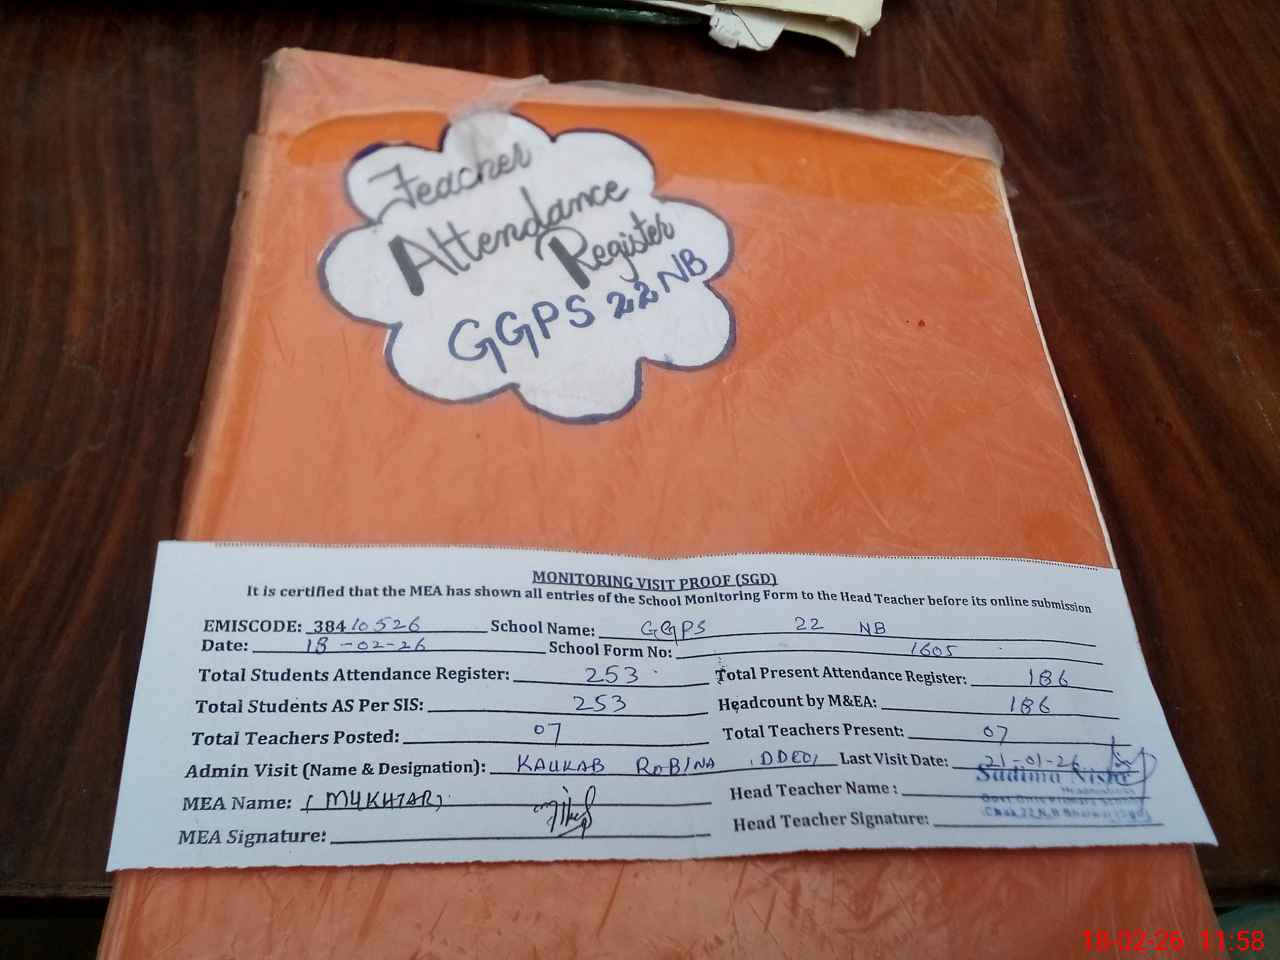 Teacher
Attendance
Register
GGPS 22 NB
MONITORING VISIT PROOF (SGD)
It is certified that the MEA has shown all entries of the School Monitoring Form to the Head Teacher before its online submission
EMISCODE: 38410526 School Name: GGPS 22 NB
Date: 18-02-26 School Form No: 1605
Total Students Attendance Register: 253 Total Present Attendance Register: 186
Total Students AS Per SIS: 253 Headcount by M&EA: 186
Total Teachers Posted: 07 Total Teachers Present: 07
Admin Visit (Name & Designation): KAUKAB ROBINA DDEO, Last Visit Date: 21-01-26
MEA Name: (MUKHTAR) Head Teacher Name :
MEA Signature: Head Teacher Signature:
18-02-26 11:58